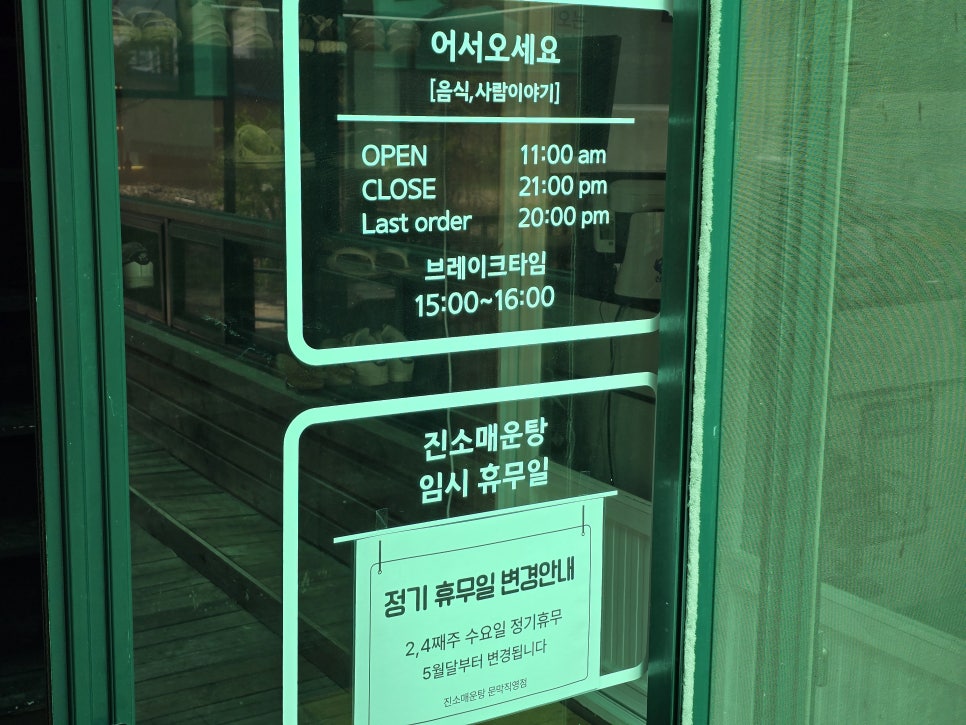 어서오세요
[음식,사람이야기]
OPEN 11:00 am
CLOSE 21:00 pm
Last order 20:00 pm
브레이크타임
15:00~16:00
진소매운탕
임시 휴무일
정기 휴무일 변경안내
2,4째주 수요일 정기휴무
5월달부터 변경됩니다
진소매운탕 문막직영점